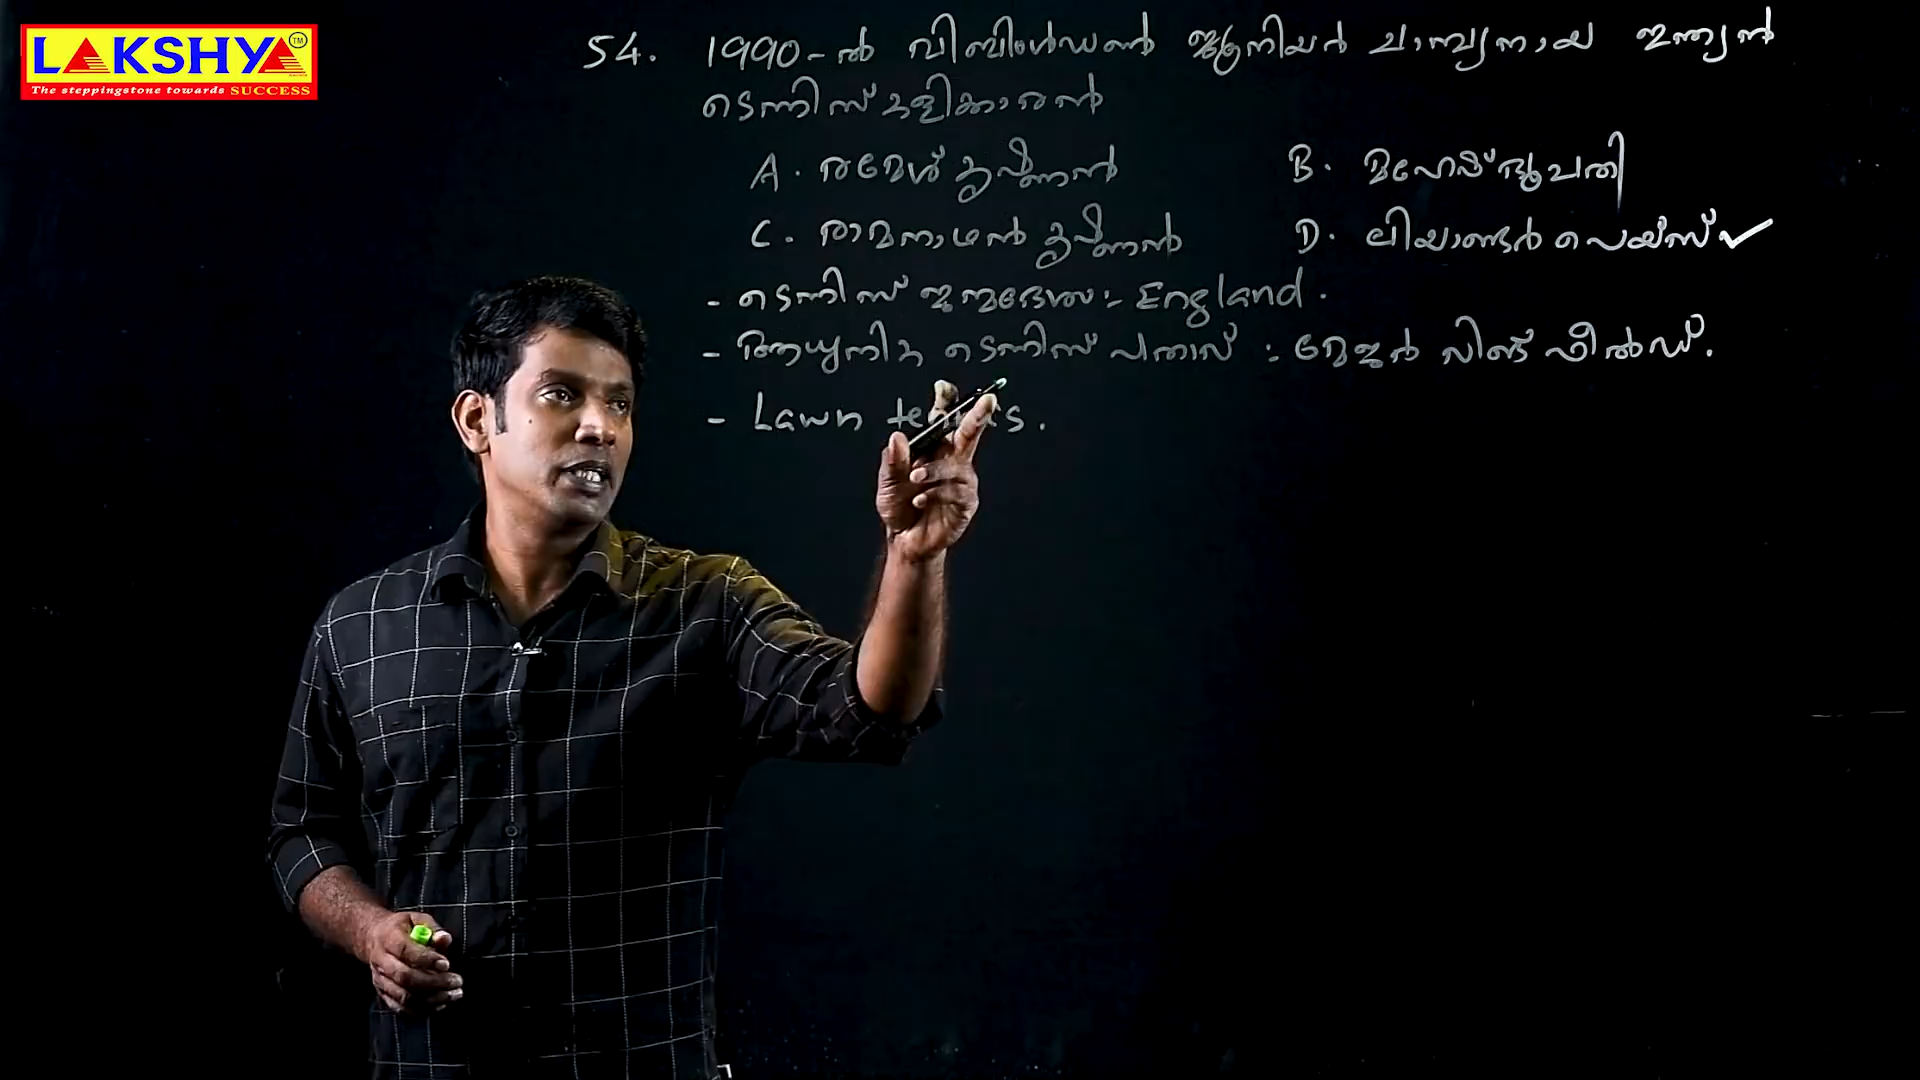 LAKSHYA TM
The steppingstone towards SUCCESS
54. 1990-ൽ വിബിംൾഡൺ ജൂനിയർ ചാമ്പ്യനായ ഇന്ത്യൻ
ടെന്നിസ് കളിക്കാരൻ
A. രമേശ് കൃഷ്ണൻ B. മഹേഷ് ഭൂപതി
C. രാമനാഥൻ കൃഷ്ണൻ D. ലിയാണ്ടർ പെയ്സ് ✓
- ടെന്നിസ് ജന്മദേശം :- England.
- ആധുനിക ടെന്നിസ് പിതാവ് : മേജർ വിങ് ഫീൽഡ്.
- Lawn tennis.